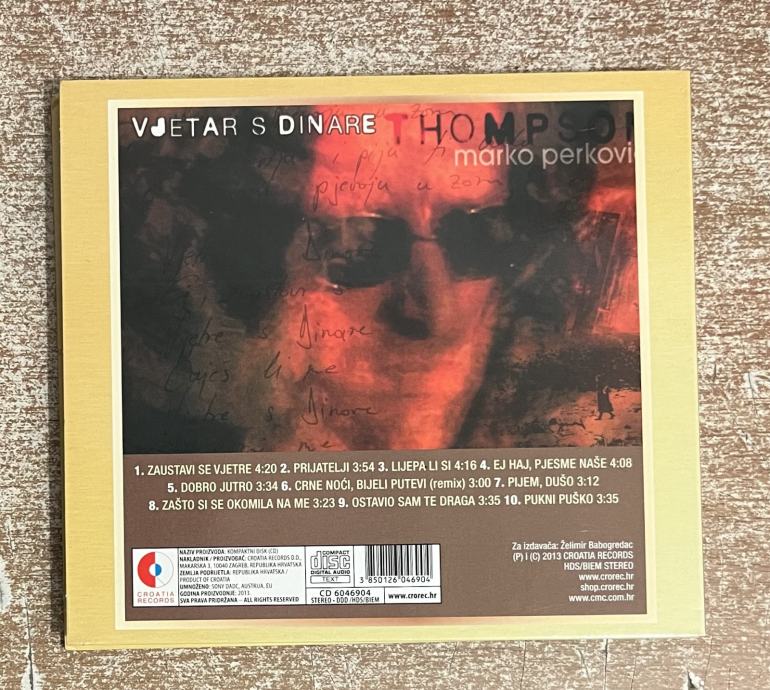 VJETAR S DINARE THOMPSO
marko perkovi
pjevaju u zoru
Dinare
s Dinare
s Dinare
me
1. ZAUSTAVI SE VJETRE 4:20 2. PRIJATELJI 3:54 3. LIJEPA LI SI 4:16 4. EJ HAJ, PJESME NAŠE 4:08
5. DOBRO JUTRO 3:34 6. CRNE NOĆI, BIJELI PUTEVI (remix) 3:00 7. PIJEM, DUŠO 3:12
8. ZAŠTO SI SE OKOMILA NA ME 3:23 9. OSTAVIO SAM TE DRAGA 3:35 10. PUKNI PUŠKO 3:35
CROATIA
RECORDS
NAZIV PROIZVODA: KOMPAKTNI DISK (CD)
NAKLADNIK / PROIZVOĐAČ: CROATIA RECORDS D.D.,
MAKARSKA 3, 10040 ZAGREB, REPUBLIKA HRVATSKA
ZEMLJA PODRIJETLA: REPUBLIKA HRVATSKA /
PRODUCT OF CROATIA
UMNOŽENO: SONY DADC, AUSTRIJA, EU
GODINA PROIZVODNJE: 2013.
SVA PRAVA PRIDRŽANA – ALL RIGHTS RESERVED
COMPACT
disc
DIGITAL AUDIO
TEXT
3 850126 046904
CD 6046904
STEREO - DDD /HDS/BIEM
www.crorec.hr
Za izdavača: Želimir Babogredac
(P) I (C) 2013 CROATIA RECORDS
HDS/BIEM STEREO
www.crorec.hr
shop.crorec.hr
www.cmc.com.hr